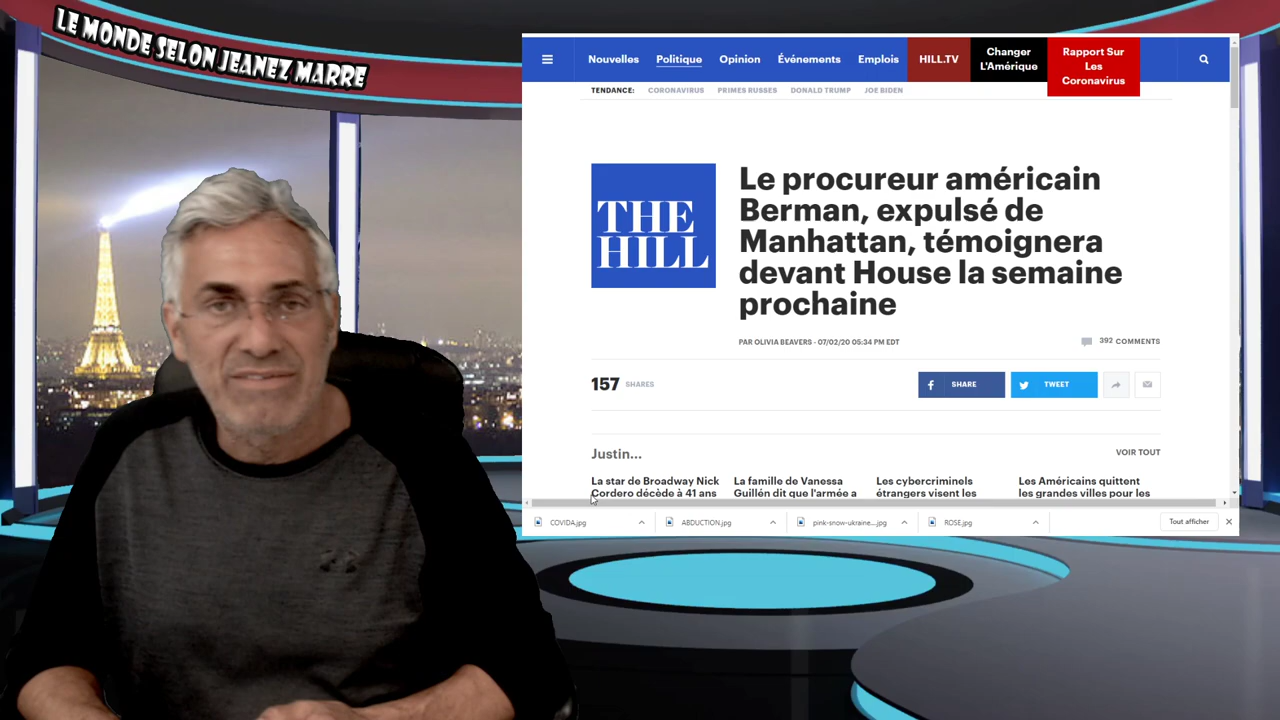 LE MONDE SELON JEANEZ MARRE
Nouvelles Politique Opinion Événements Emplois HILL.TV
Changer
L'Amérique
Rapport Sur
Les
Coronavirus
TENDANCE: CORONAVIRUS PRIMES RUSSES DONALD TRUMP JOE BIDEN
THE
HILL
Le procureur américain
Berman, expulsé de
Manhattan, témoignera
devant House la semaine
prochaine
PAR OLIVIA BEAVERS - 07/02/20 05:34 PM EDT
392 COMMENTS
157 SHARES
SHARE
TWEET
Justin...
VOIR TOUT
La star de Broadway Nick
Cordero décède à 41 ans
La famille de Vanessa
Guillén dit que l'armée a
Les cybercriminels
étrangers visent les
Les Américains quittent
les grandes villes pour les
COVIDA.jpg
ABDUCTION.jpg
pink-snow-ukraine....jpg
ROSE.jpg
Tout afficher